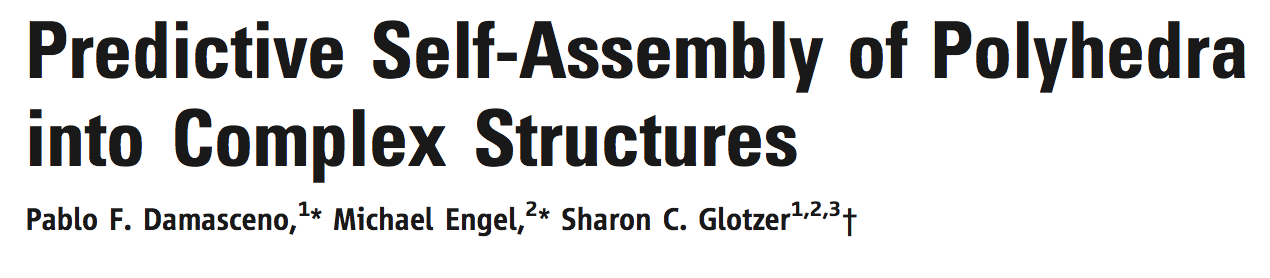 Predictive Self-Assembly of Polyhedra
into Complex Structures
Pablo F. Damasceno,1* Michael Engel,2* Sharon C. Glotzer1,2,3†